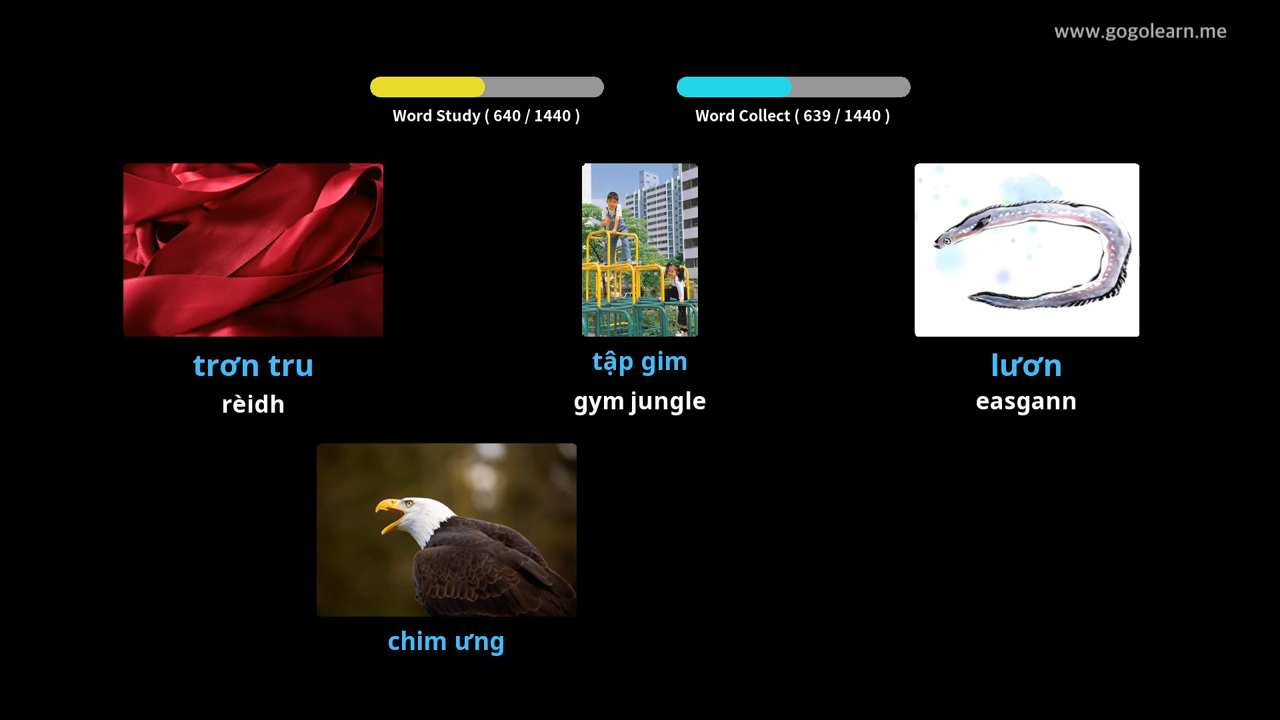 www.gogolearn.me
Word Study ( 640 / 1440 )
Word Collect ( 639 / 1440 )
trơn tru
rèidh
tập gim
gym jungle
lươn
easgann
chim ưng